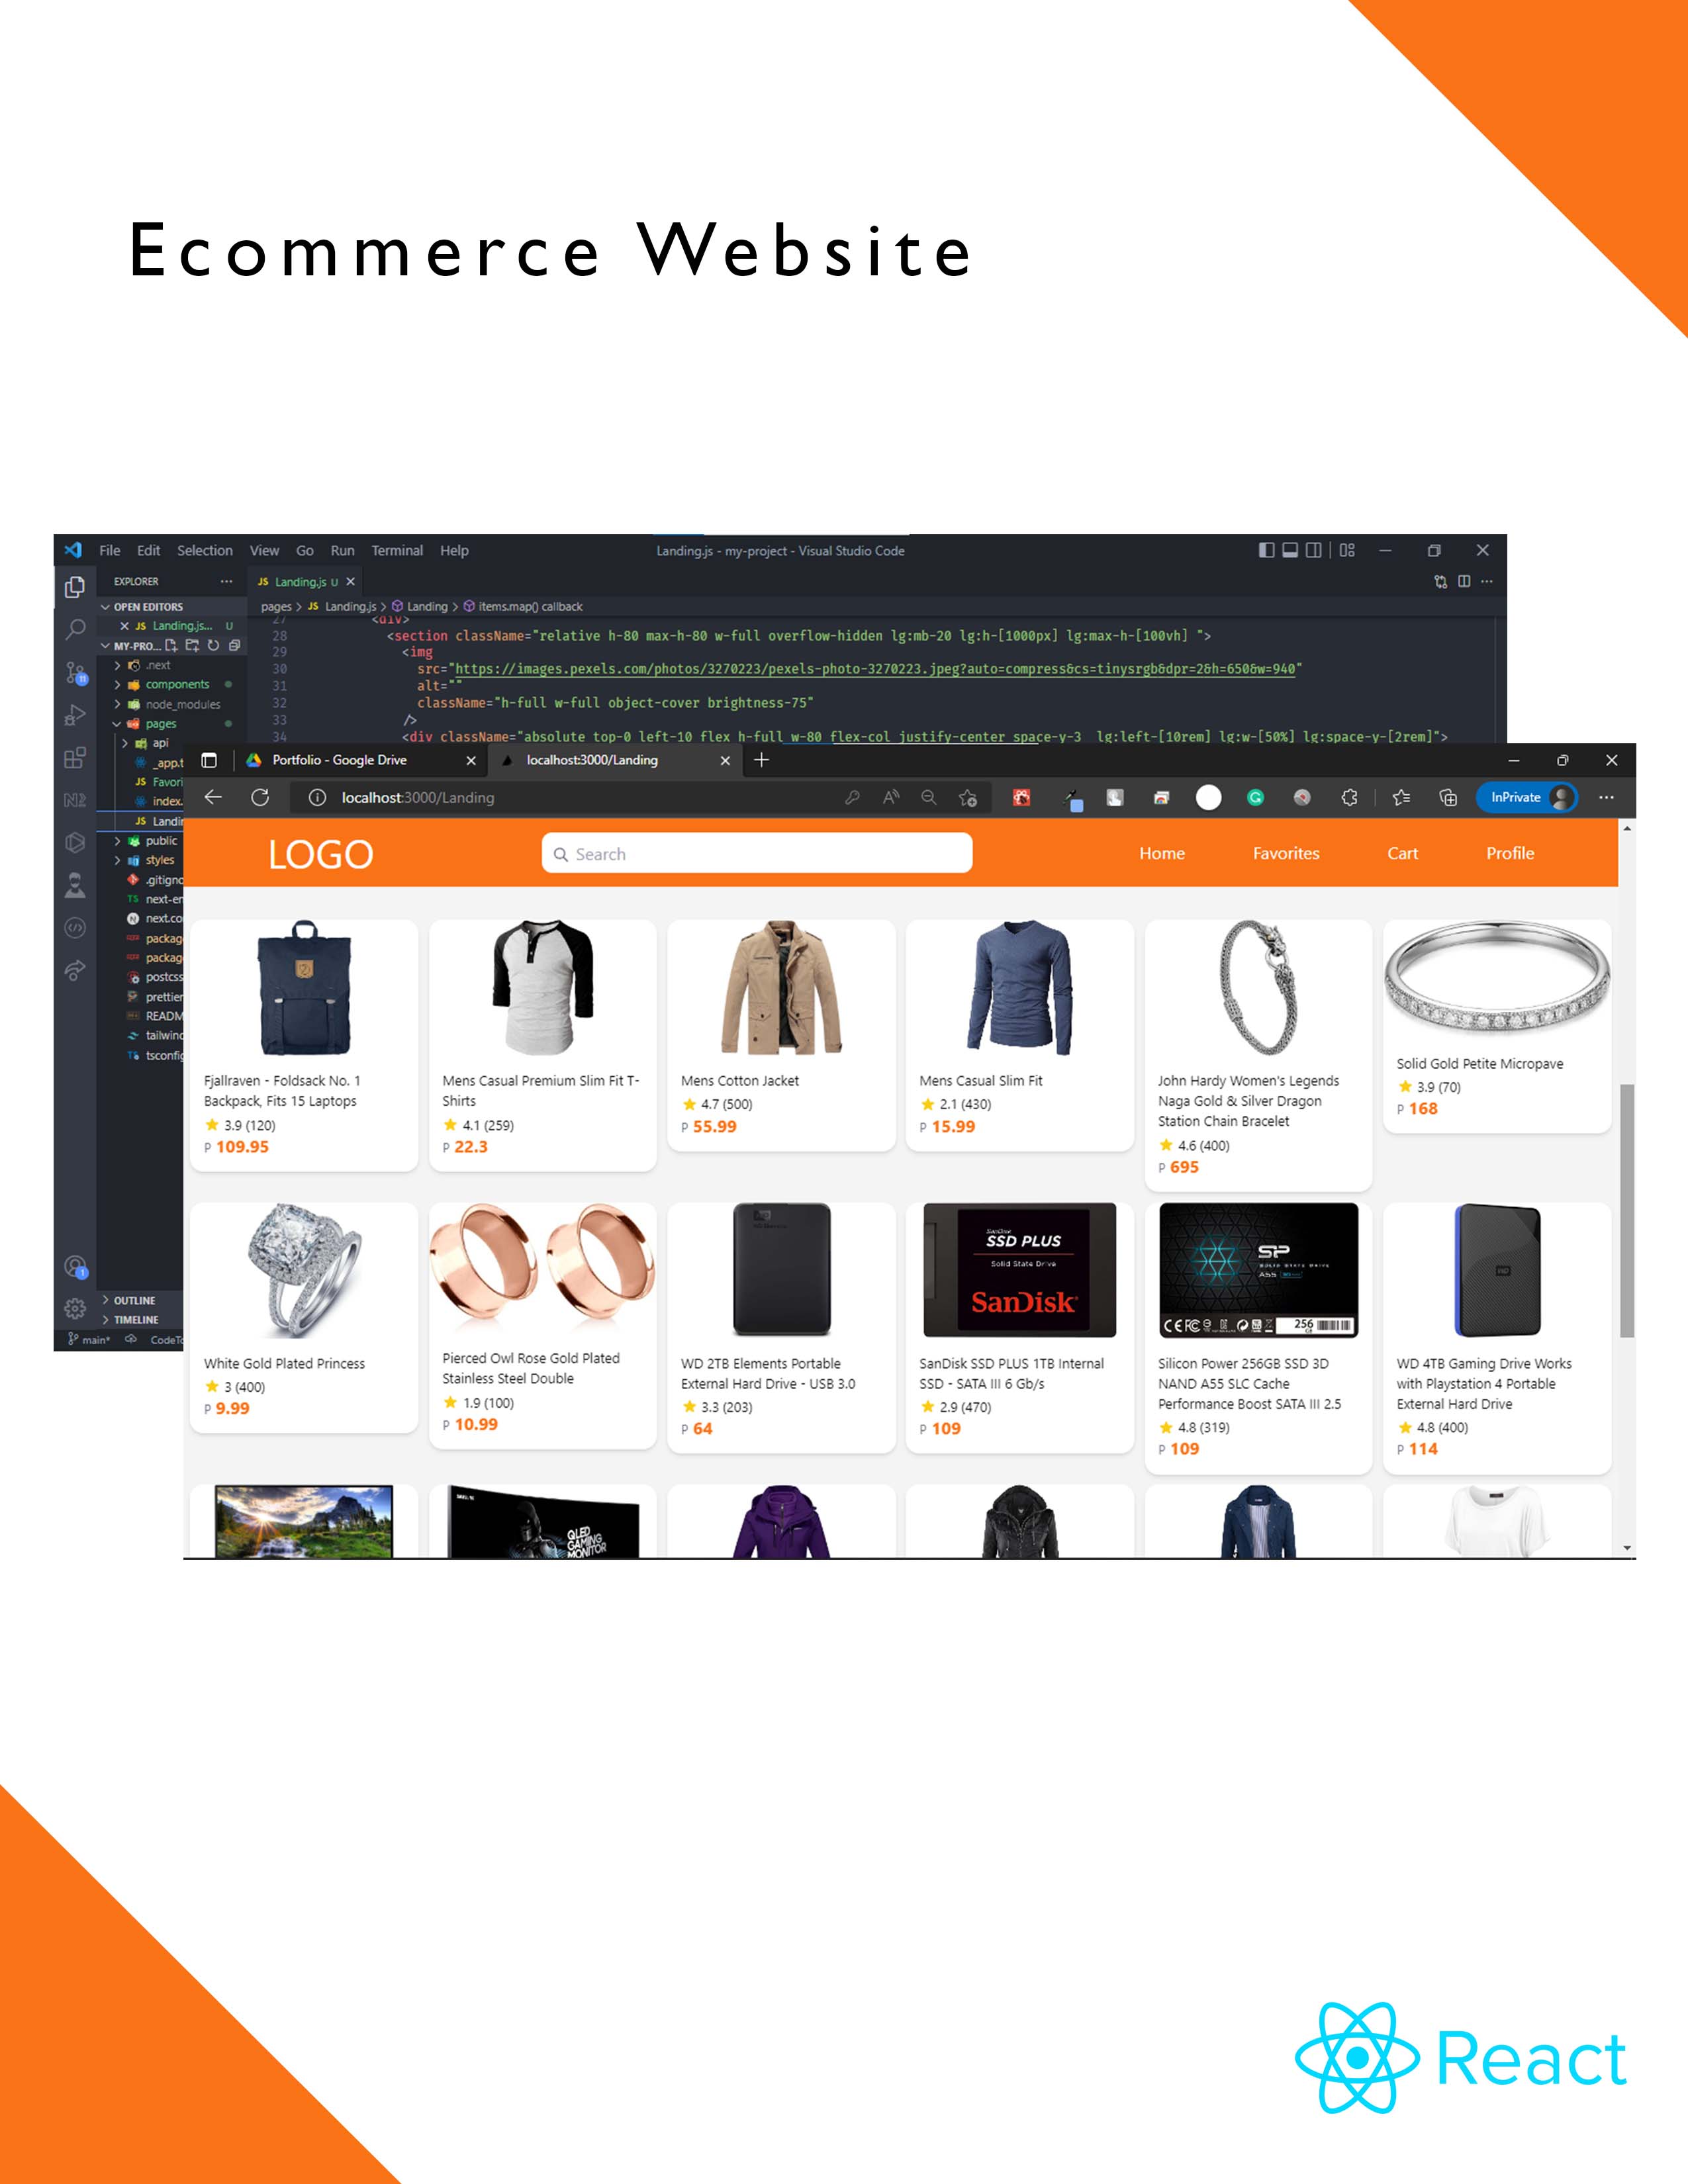 Ecommerce Website
File Edit Selection View Go Run Terminal Help
Landing.js - my-project - Visual Studio Code
EXPLORER
JS Landing.js U
OPEN EDITORS
JS Landing.js... U
pages > JS Landing.js > Landing > items.map() callback
MY-PRO...
.next
components
node_modules
pages
api
_app.t
JS Favori
index.
JS Landir
public
styles
.gitigno
TS next-en
next.co
packag
packag
postcss
prettier
READM
tailwind
tsconfig
OUTLINE
TIMELINE
main*
CodeTo
27 <div>
28 <section className="relative h-80 max-h-80 w-full overflow-hidden lg:mb-20 lg:h-[1000px] lg:max-h-[100vh] ">
29 <img
30 src="https://images.pexels.com/photos/3270223/pexels-photo-3270223.jpeg?auto=compress&cs=tinysrgb&dpr=2&h=650&w=940"
31 alt=""
32 className="h-full w-full object-cover brightness-75"
33 />
34 <div className="absolute top-0 left-10 flex h-full w-80 flex-col justify-center space-y-3 lg:left-[10rem] lg:w-[50%] lg:space-y-[2rem]">
Portfolio - Google Drive
localhost:3000/Landing
localhost:3000/Landing
InPrivate
LOGO
Search
Home
Favorites
Cart
Profile
Fjallraven - Foldsack No. 1
Backpack, Fits 15 Laptops
3.9 (120)
P 109.95
Mens Casual Premium Slim Fit T-
Shirts
4.1 (259)
P 22.3
Mens Cotton Jacket
4.7 (500)
P 55.99
Mens Casual Slim Fit
2.1 (430)
P 15.99
John Hardy Women's Legends
Naga Gold & Silver Dragon
Station Chain Bracelet
4.6 (400)
P 695
Solid Gold Petite Micropave
3.9 (70)
P 168
White Gold Plated Princess
3 (400)
P 9.99
Pierced Owl Rose Gold Plated
Stainless Steel Double
1.9 (100)
P 10.99
WD 2TB Elements Portable
External Hard Drive - USB 3.0
3.3 (203)
P 64
SanDisk
SSD PLUS
Solid State Drive
SanDisk
SanDisk SSD PLUS 1TB Internal
SSD - SATA III 6 Gb/s
2.9 (470)
P 109
SP
SOLID STATE DRIVE
A55
256
GB
Silicon Power 256GB SSD 3D
NAND A55 SLC Cache
Performance Boost SATA III 2.5
4.8 (319)
P 109
WD
WD 4TB Gaming Drive Works
with Playstation 4 Portable
External Hard Drive
4.8 (400)
P 114
QLED
GAMING
MONITOR
React